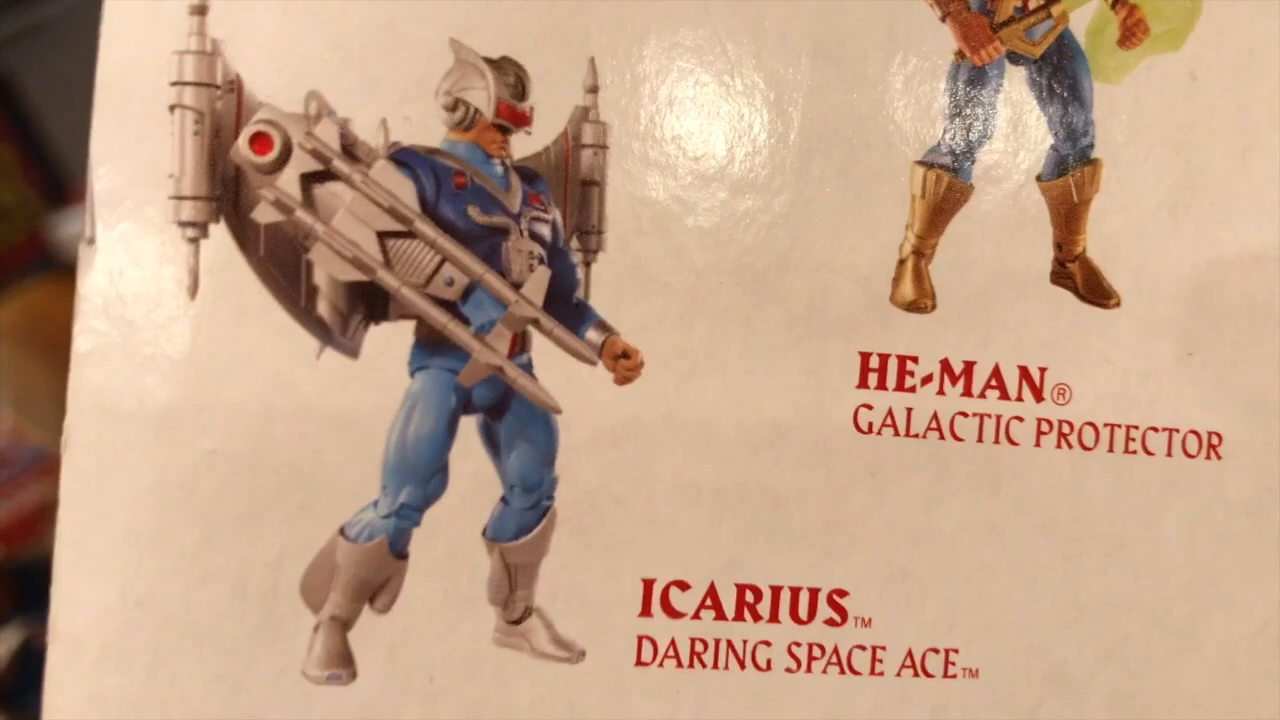 HE-MAN®
GALACTIC PROTECTOR
ICARIUS™
DARING SPACE ACE™